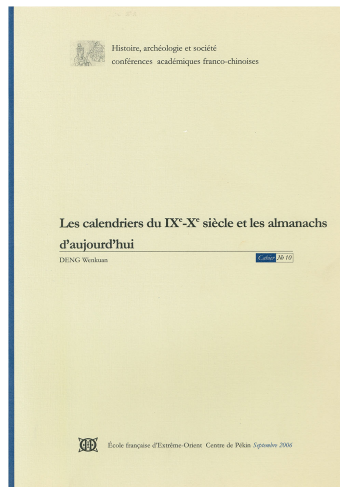 Histoire, archéologie et société
conférences académiques franco-chinoises
Les calendriers du IXe-Xe siècle et les almanachs
d'aujourd'hui
DENG Wenkuan
Cahier № 10
École française d'Extrême-Orient Centre de Pékin Septembre 2006